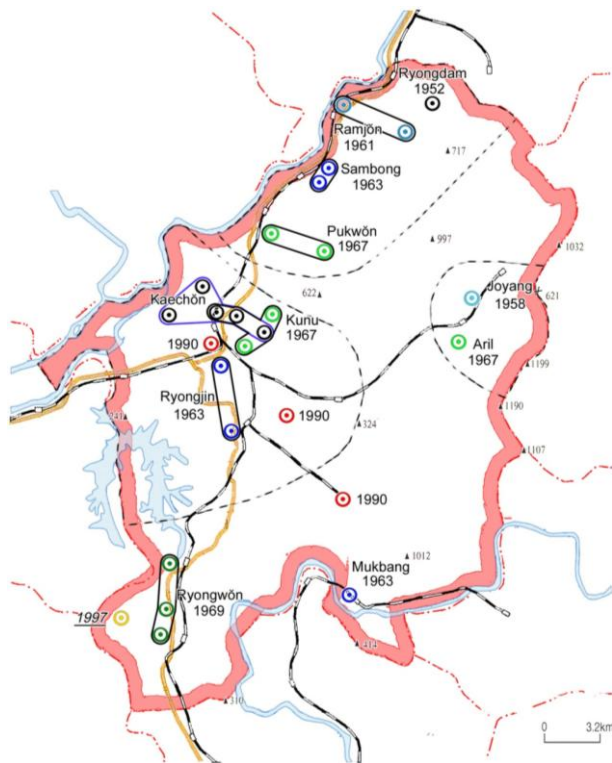 Ryongdam
1952
Ramjŏn
1961
717
Sambong
1963
Pukwŏn
1967
997
1032
622
Joyang
1958
621
Kaechŏn
Kunu
1967
1990
Aril
1967
1199
Ryongjin
1963
1990
1190
241
324
1107
1990
1012
Mukbang
1963
Ryongwŏn
1969
1997
414
310
0 3.2km